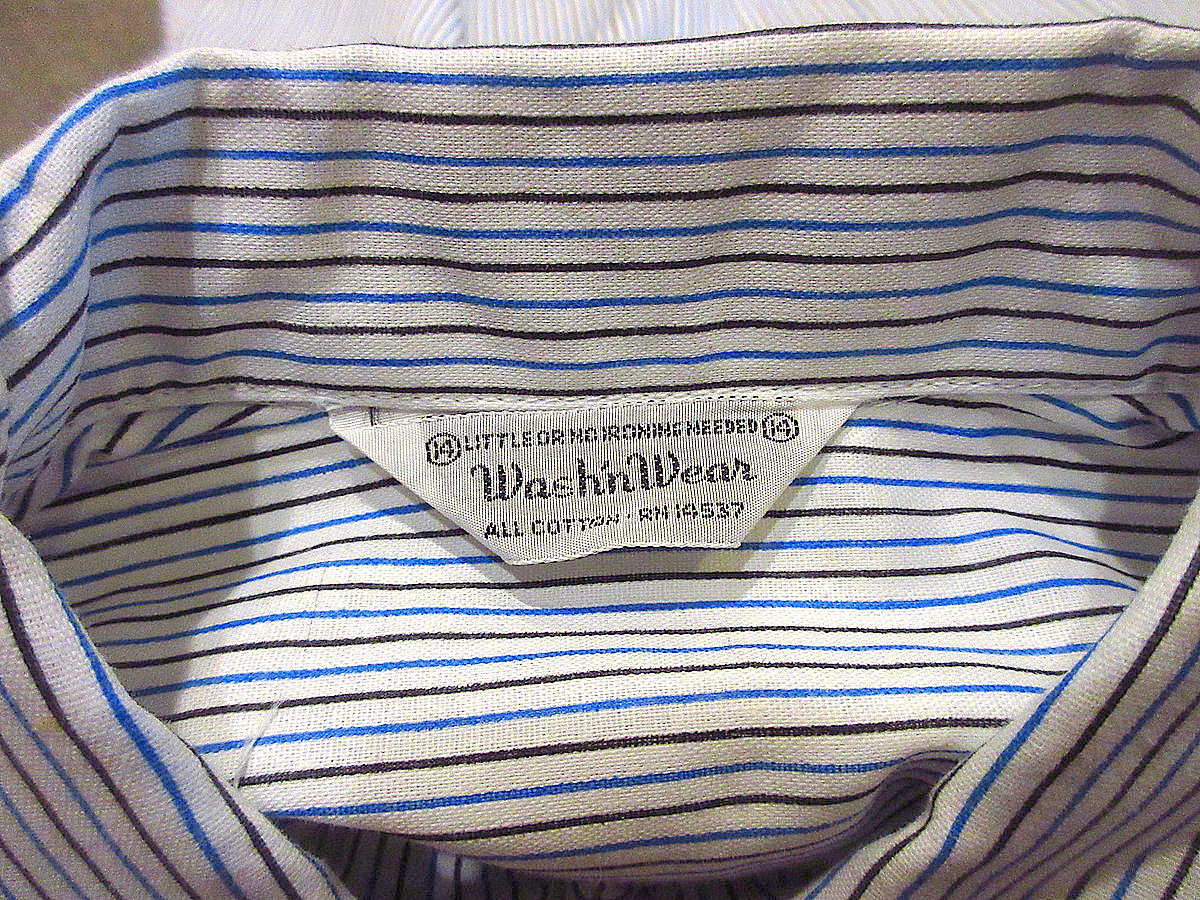 14 LITTLE OR NO IRONING NEEDED 14
Wash'n Wear
ALL COTTON · RN 14537